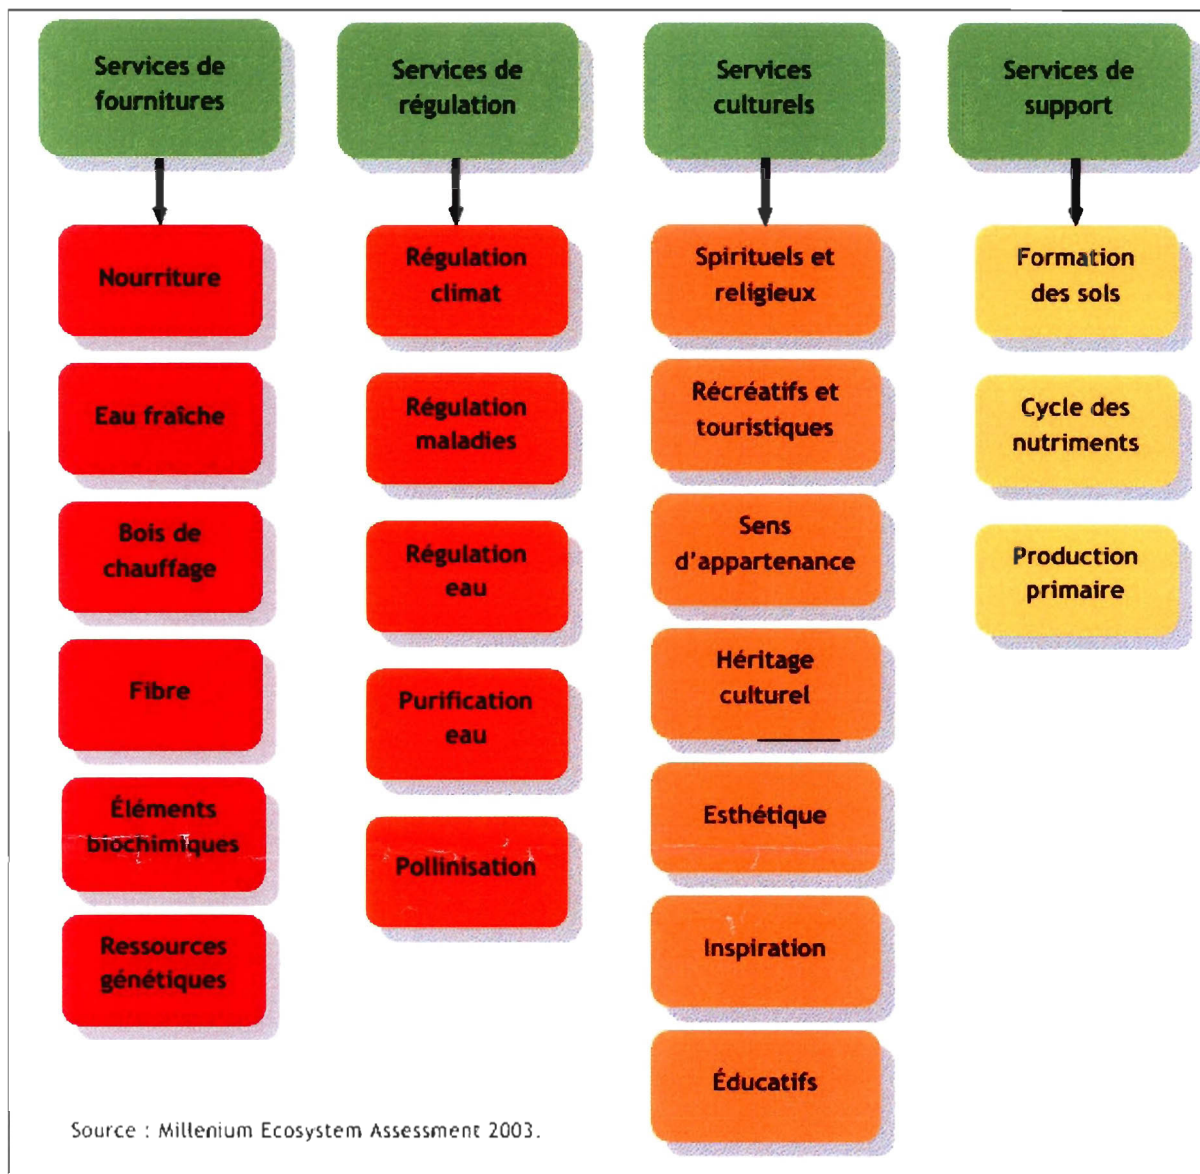 Services de
fournitures
Nourriture
Eau fraîche
Bois de
chauffage
Fibre
Éléments
biochimiques
Ressources
génétiques
Services de
régulation
Régulation
climat
Régulation
maladies
Régulation
eau
Purification
eau
Pollinisation
Services
culturels
Spirituels et
religieux
Récréatifs et
touristiques
Sens
d'appartenance
Héritage
culturel
Esthétique
Inspiration
Éducatifs
Services de
support
Formation
des sols
Cycle des
nutriments
Production
primaire
Source : Millenium Ecosystem Assessment 2003.